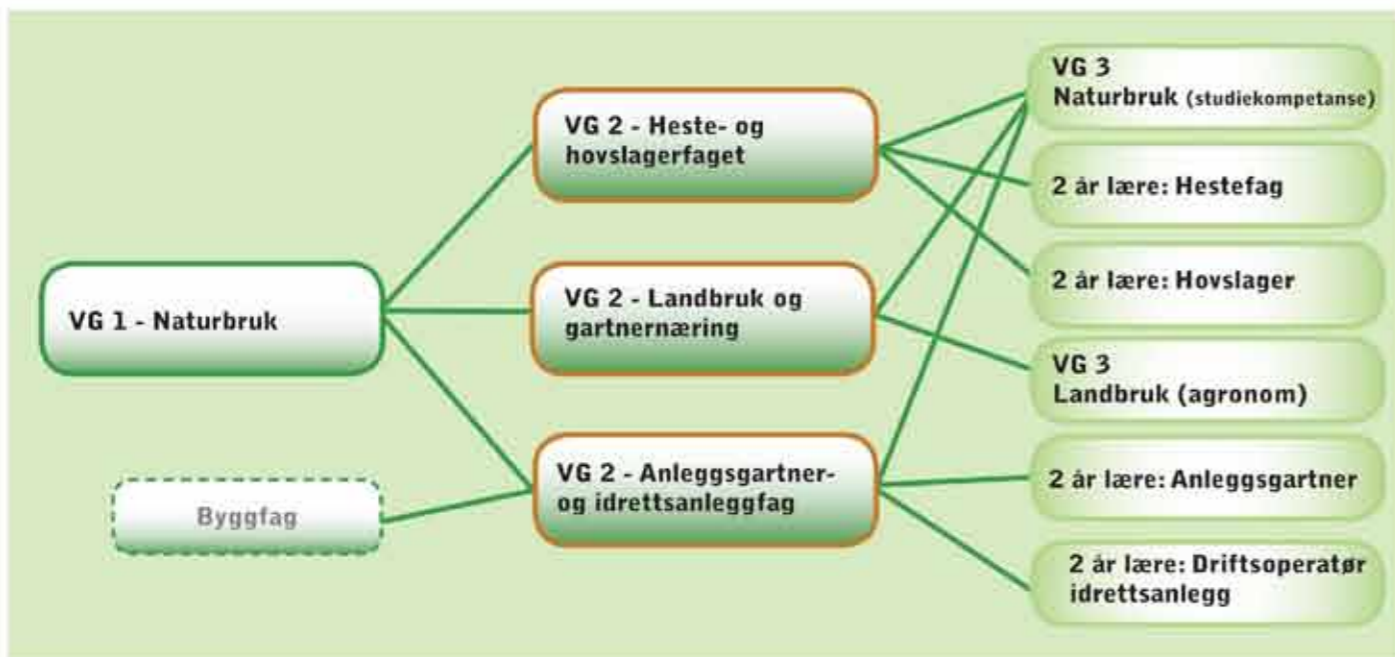 VG 1 - Naturbruk
Byggfag
VG 2 - Heste- og
hovslagerfaget
VG 2 - Landbruk og
gartnernæring
VG 2 - Anleggsgartner-
og idrettsanleggfag
VG 3
Naturbruk (studiekompetanse)
2 år lære: Hestefag
2 år lære: Hovslager
VG 3
Landbruk (agronom)
2 år lære: Anleggsgartner
2 år lære: Driftsoperatør
idrettsanlegg